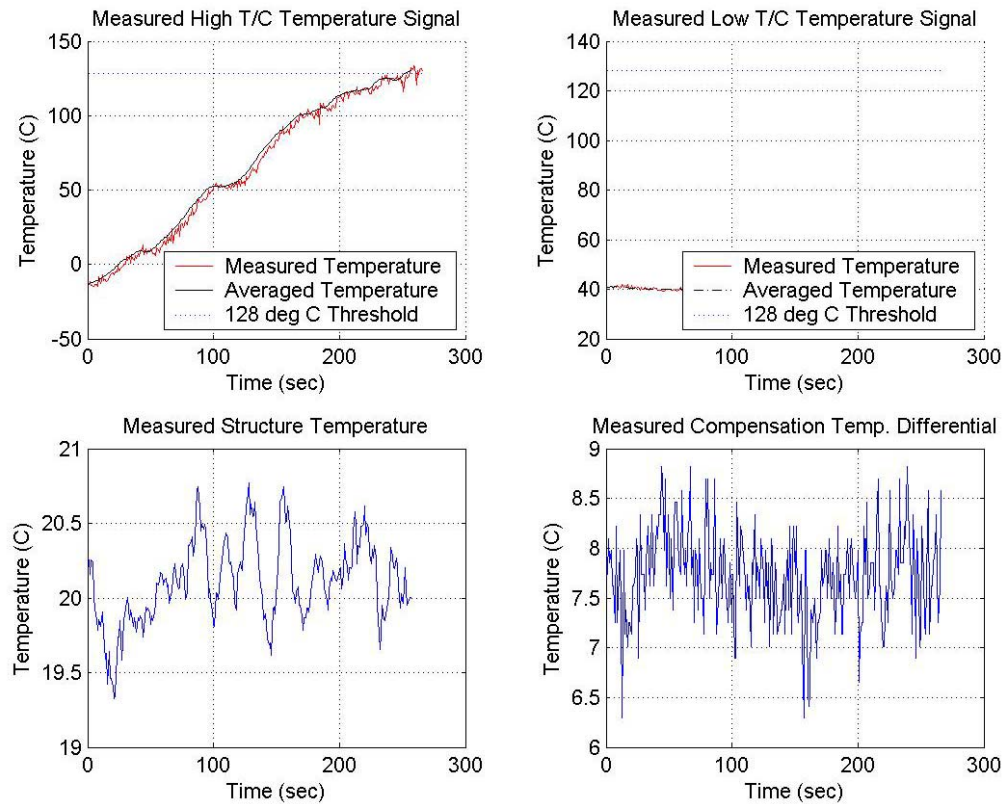 Measured High T/C Temperature Signal
150
100
50
0
-50
Temperature (C)
Measured Temperature
Averaged Temperature
128 deg C Threshold
0 100 200 300
Time (sec)
Measured Low T/C Temperature Signal
140
120
100
80
60
40
20
Temperature (C)
Measured Temperature
Averaged Temperature
128 deg C Threshold
0 100 200 300
Time (sec)
Measured Structure Temperature
21
20.5
20
19.5
19
Temperature (C)
0 100 200 300
Time (sec)
Measured Compensation Temp. Differential
9
8.5
8
7.5
7
6.5
6
Temperature (C)
0 100 200 300
Time (sec)